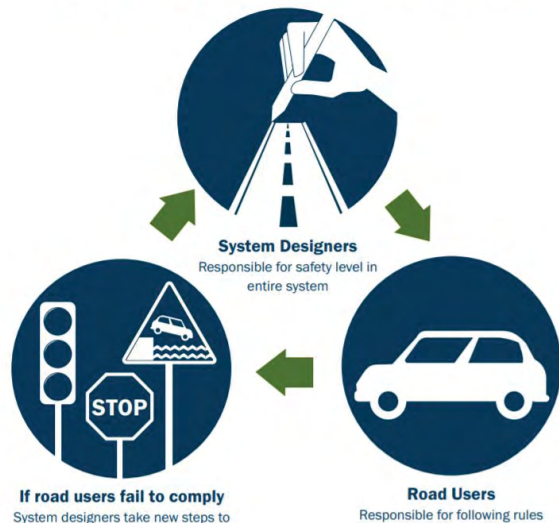 System Designers
Responsible for safety level in
entire system
STOP
If road users fail to comply
System designers take new steps to
Road Users
Responsible for following rules